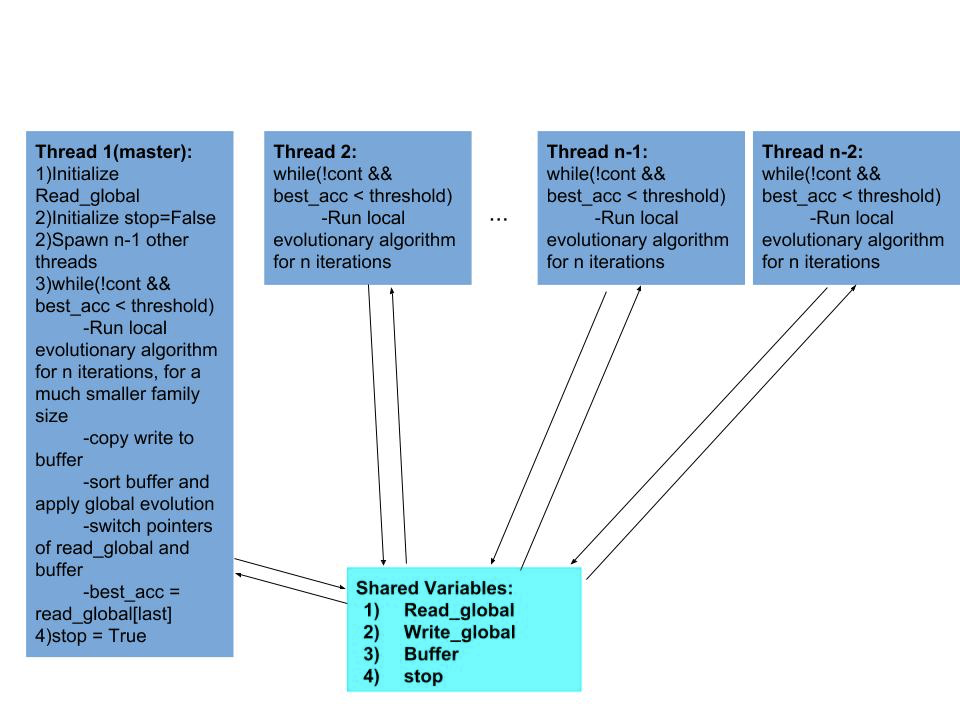 Thread 1(master):
1)Initialize
Read_global
2)Initialize stop=False
2)Spawn n-1 other
threads
3)while(!cont &&
best_acc < threshold)
-Run local
evolutionary algorithm
for n iterations, for a
much smaller family
size
-copy write to
buffer
-sort buffer and
apply global evolution
-switch pointers
of read_global and
buffer
-best_acc =
read_global[last]
4)stop = True
Thread 2:
while(!cont &&
best_acc < threshold)
-Run local
evolutionary algorithm
for n iterations
...
Thread n-1:
while(!cont &&
best_acc < threshold)
-Run local
evolutionary algorithm
for n iterations
Thread n-2:
while(!cont &&
best_acc < threshold)
-Run local
evolutionary algorithm
for n iterations
Shared Variables:
1) Read_global
2) Write_global
3) Buffer
4) stop